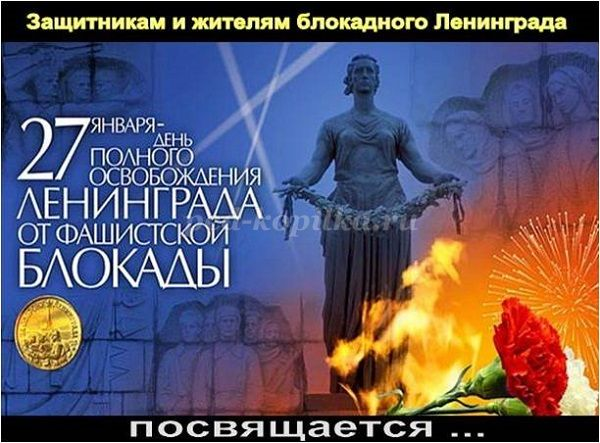 Защитникам и жителям блокадного Ленинграда
27 ЯНВАРЯ-
ДЕНЬ
ПОЛНОГО
ОСВОБОЖДЕНИЯ
ЛЕНИНГРАДА
ОТ ФАШИСТСКОЙ
БЛОКАДЫ
посвящается ...